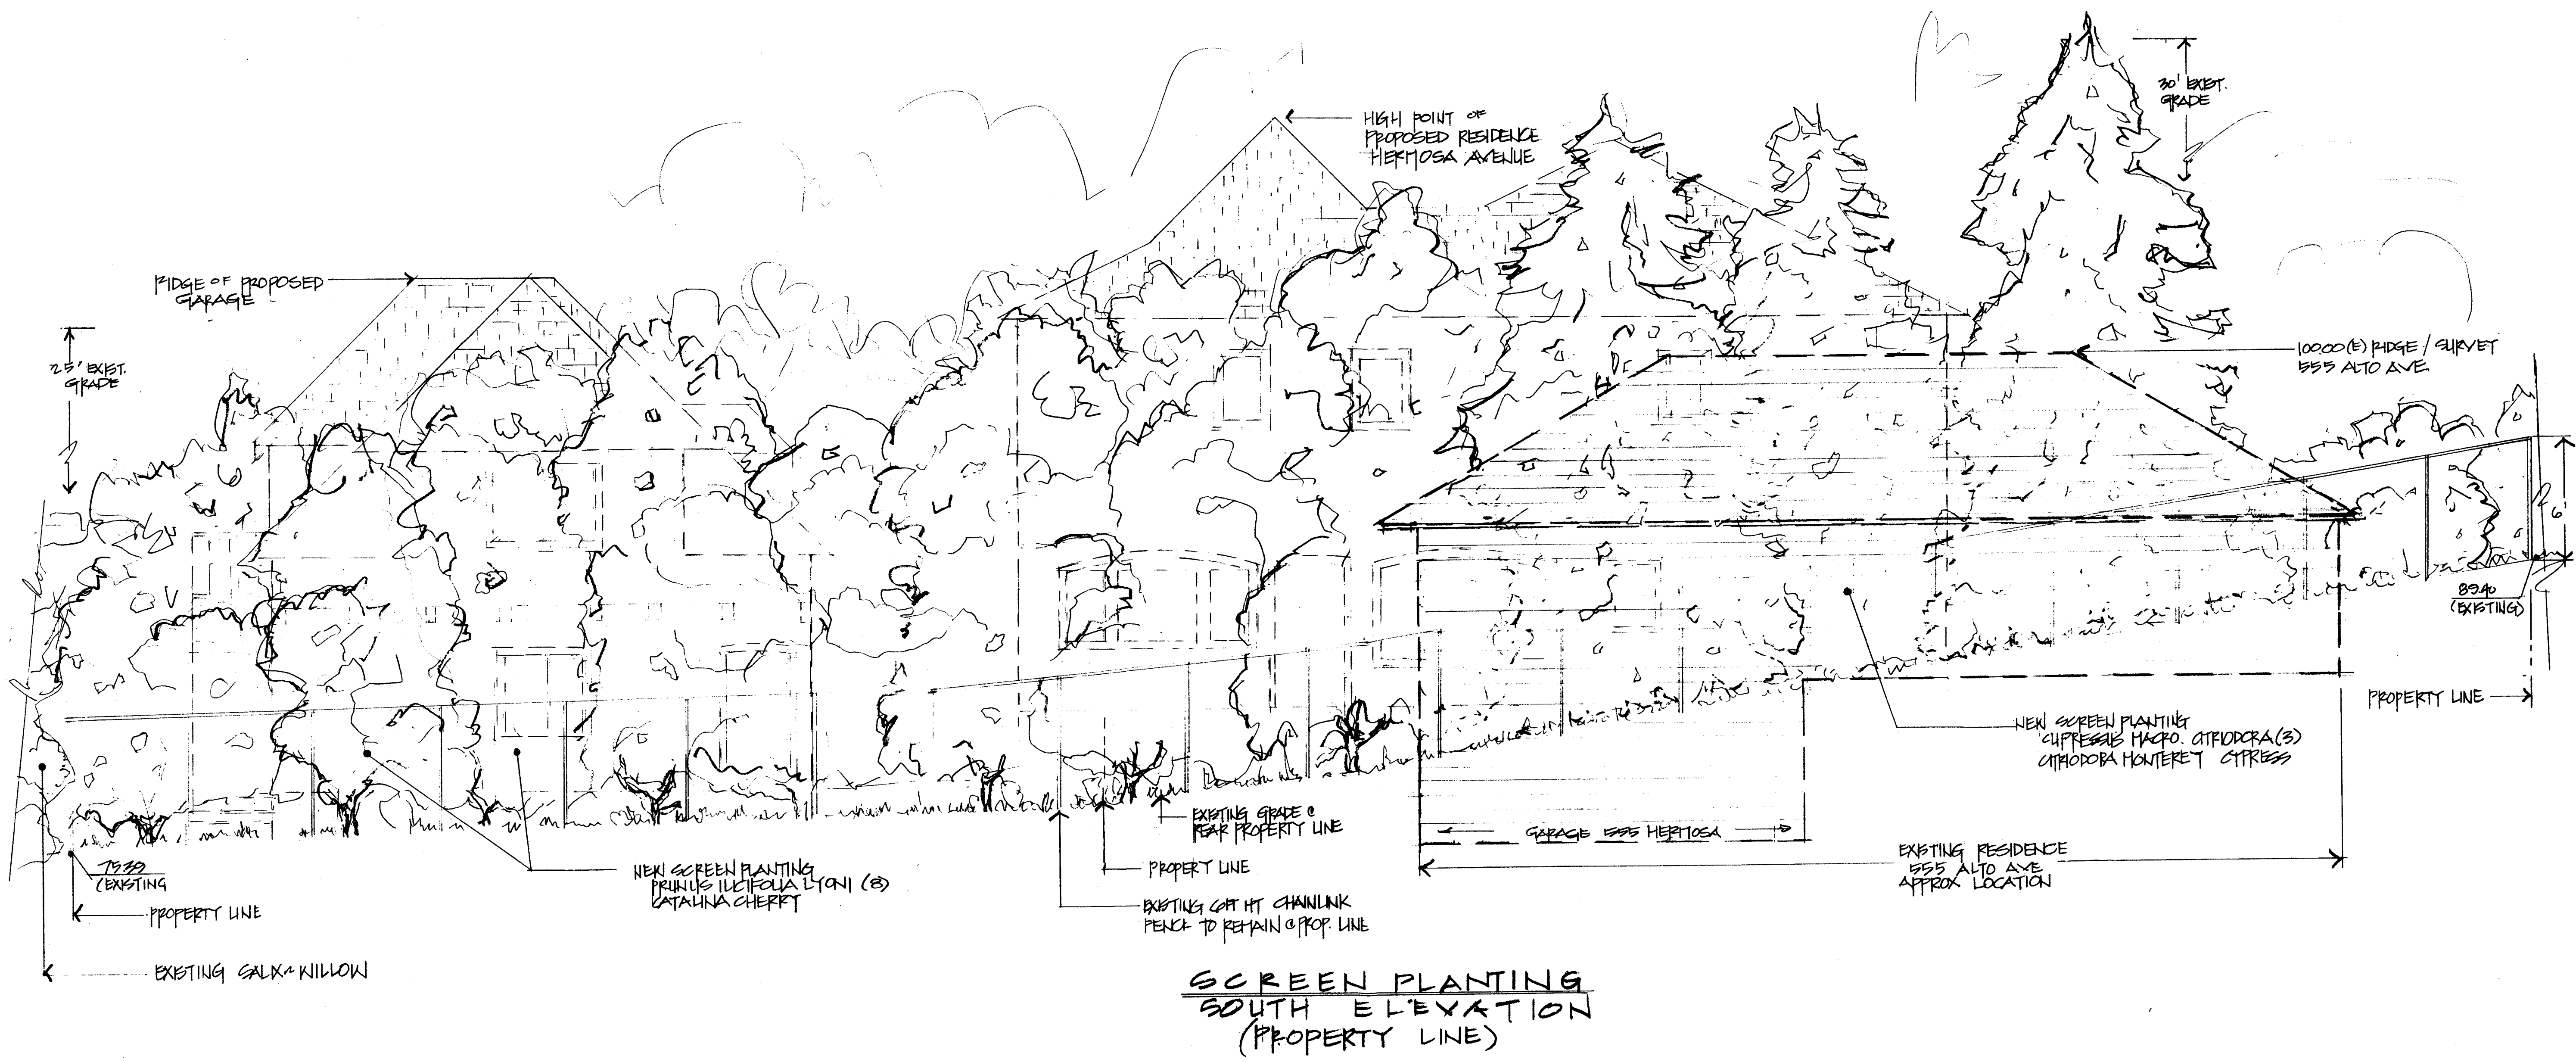 30' EXIST.
GRADE
HIGH POINT OF
PROPOSED RESIDENCE
HERMOSA AVENUE
RIDGE OF PROPOSED
GARAGE
25' EXIST.
GRADE
100.00 (E) RIDGE / SURVEY
555 ALTO AVE
6'
89.40
(EXISTING)
PROPERTY LINE
NEW SCREEN PLANTING
CUPRESSUS MACRO. CITRIODORA (3)
CITRIODORA MONTEREY CYPRESS
EXISTING GRADE @
REAR PROPERTY LINE
GARAGE 555 HERMOSA
EXISTING RESIDENCE
555 ALTO AVE
APPROX LOCATION
PROPERTY LINE
EXISTING 6FT HT CHAINLINK
FENCE TO REMAIN @ PROP. LINE
NEW SCREEN PLANTING
PRUNUS ILICIFOLIA LYONI (8)
CATALINA CHERRY
75.39
(EXISTING
PROPERTY LINE
EXISTING SALIX ~ WILLOW
SCREEN PLANTING
SOUTH ELEVATION
(PROPERTY LINE)